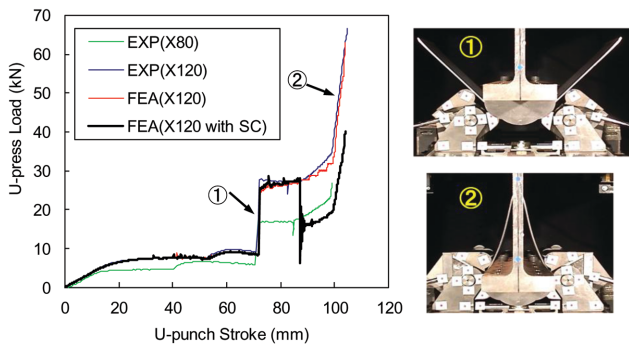 70
60
50
40
30
20
10
0
U-press Load (kN)
EXP(X80)
EXP(X120)
FEA(X120)
FEA(X120 with SC)
①
②
0 20 40 60 80 100 120
U-punch Stroke (mm)
①
②